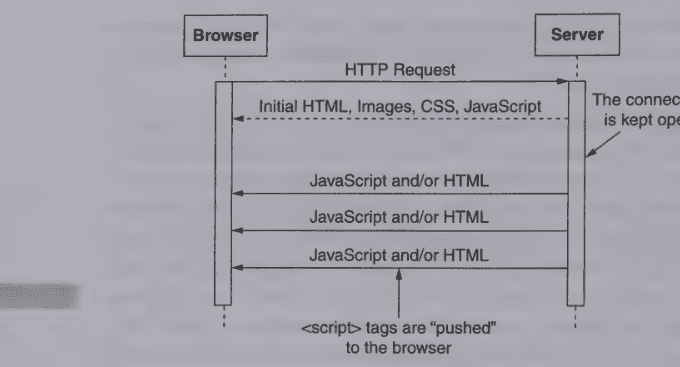 Browser
Server
HTTP Request
Initial HTML, Images, CSS, JavaScript
The connec
is kept ope
JavaScript and/or HTML
JavaScript and/or HTML
JavaScript and/or HTML
<script> tags are “pushed”
to the browser